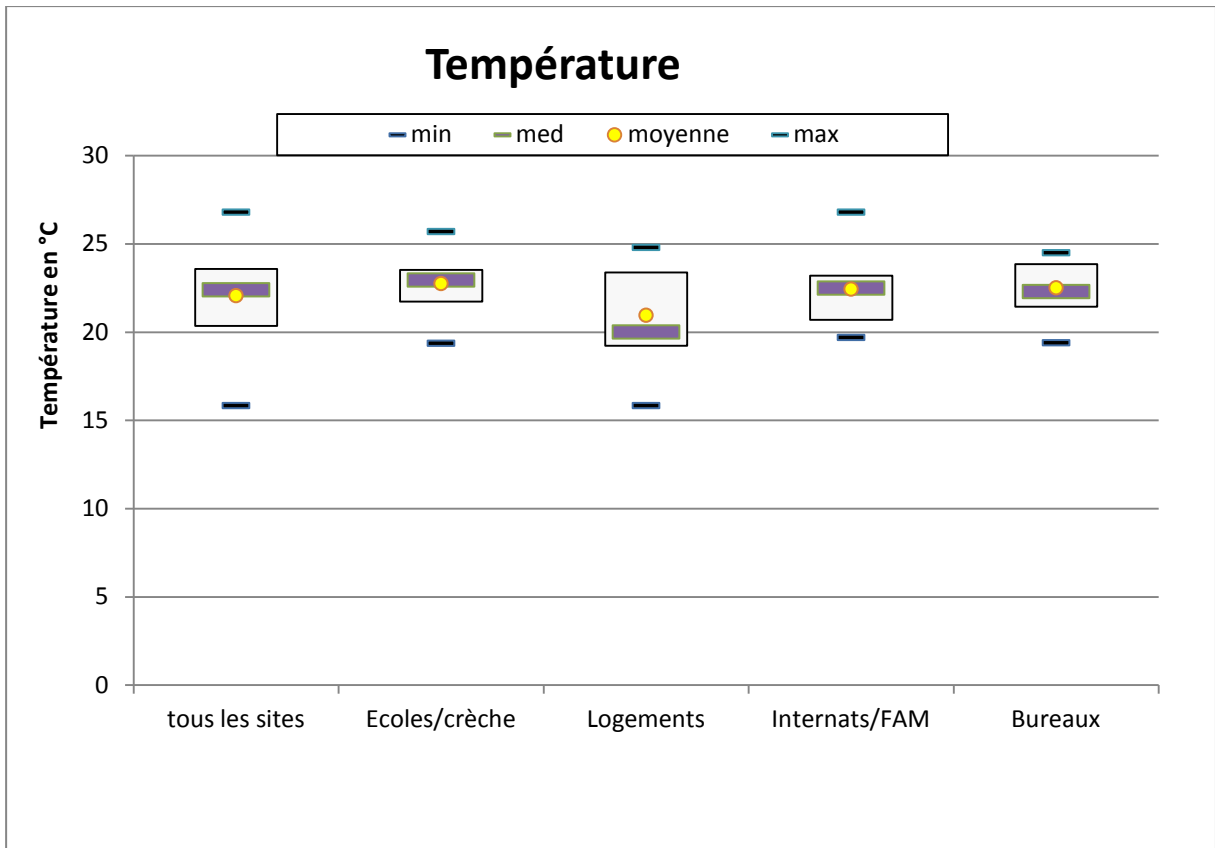 Température
min med moyenne max
Température en °C
30
25
20
15
10
5
0
tous les sites Ecoles/crèche Logements Internats/FAM Bureaux